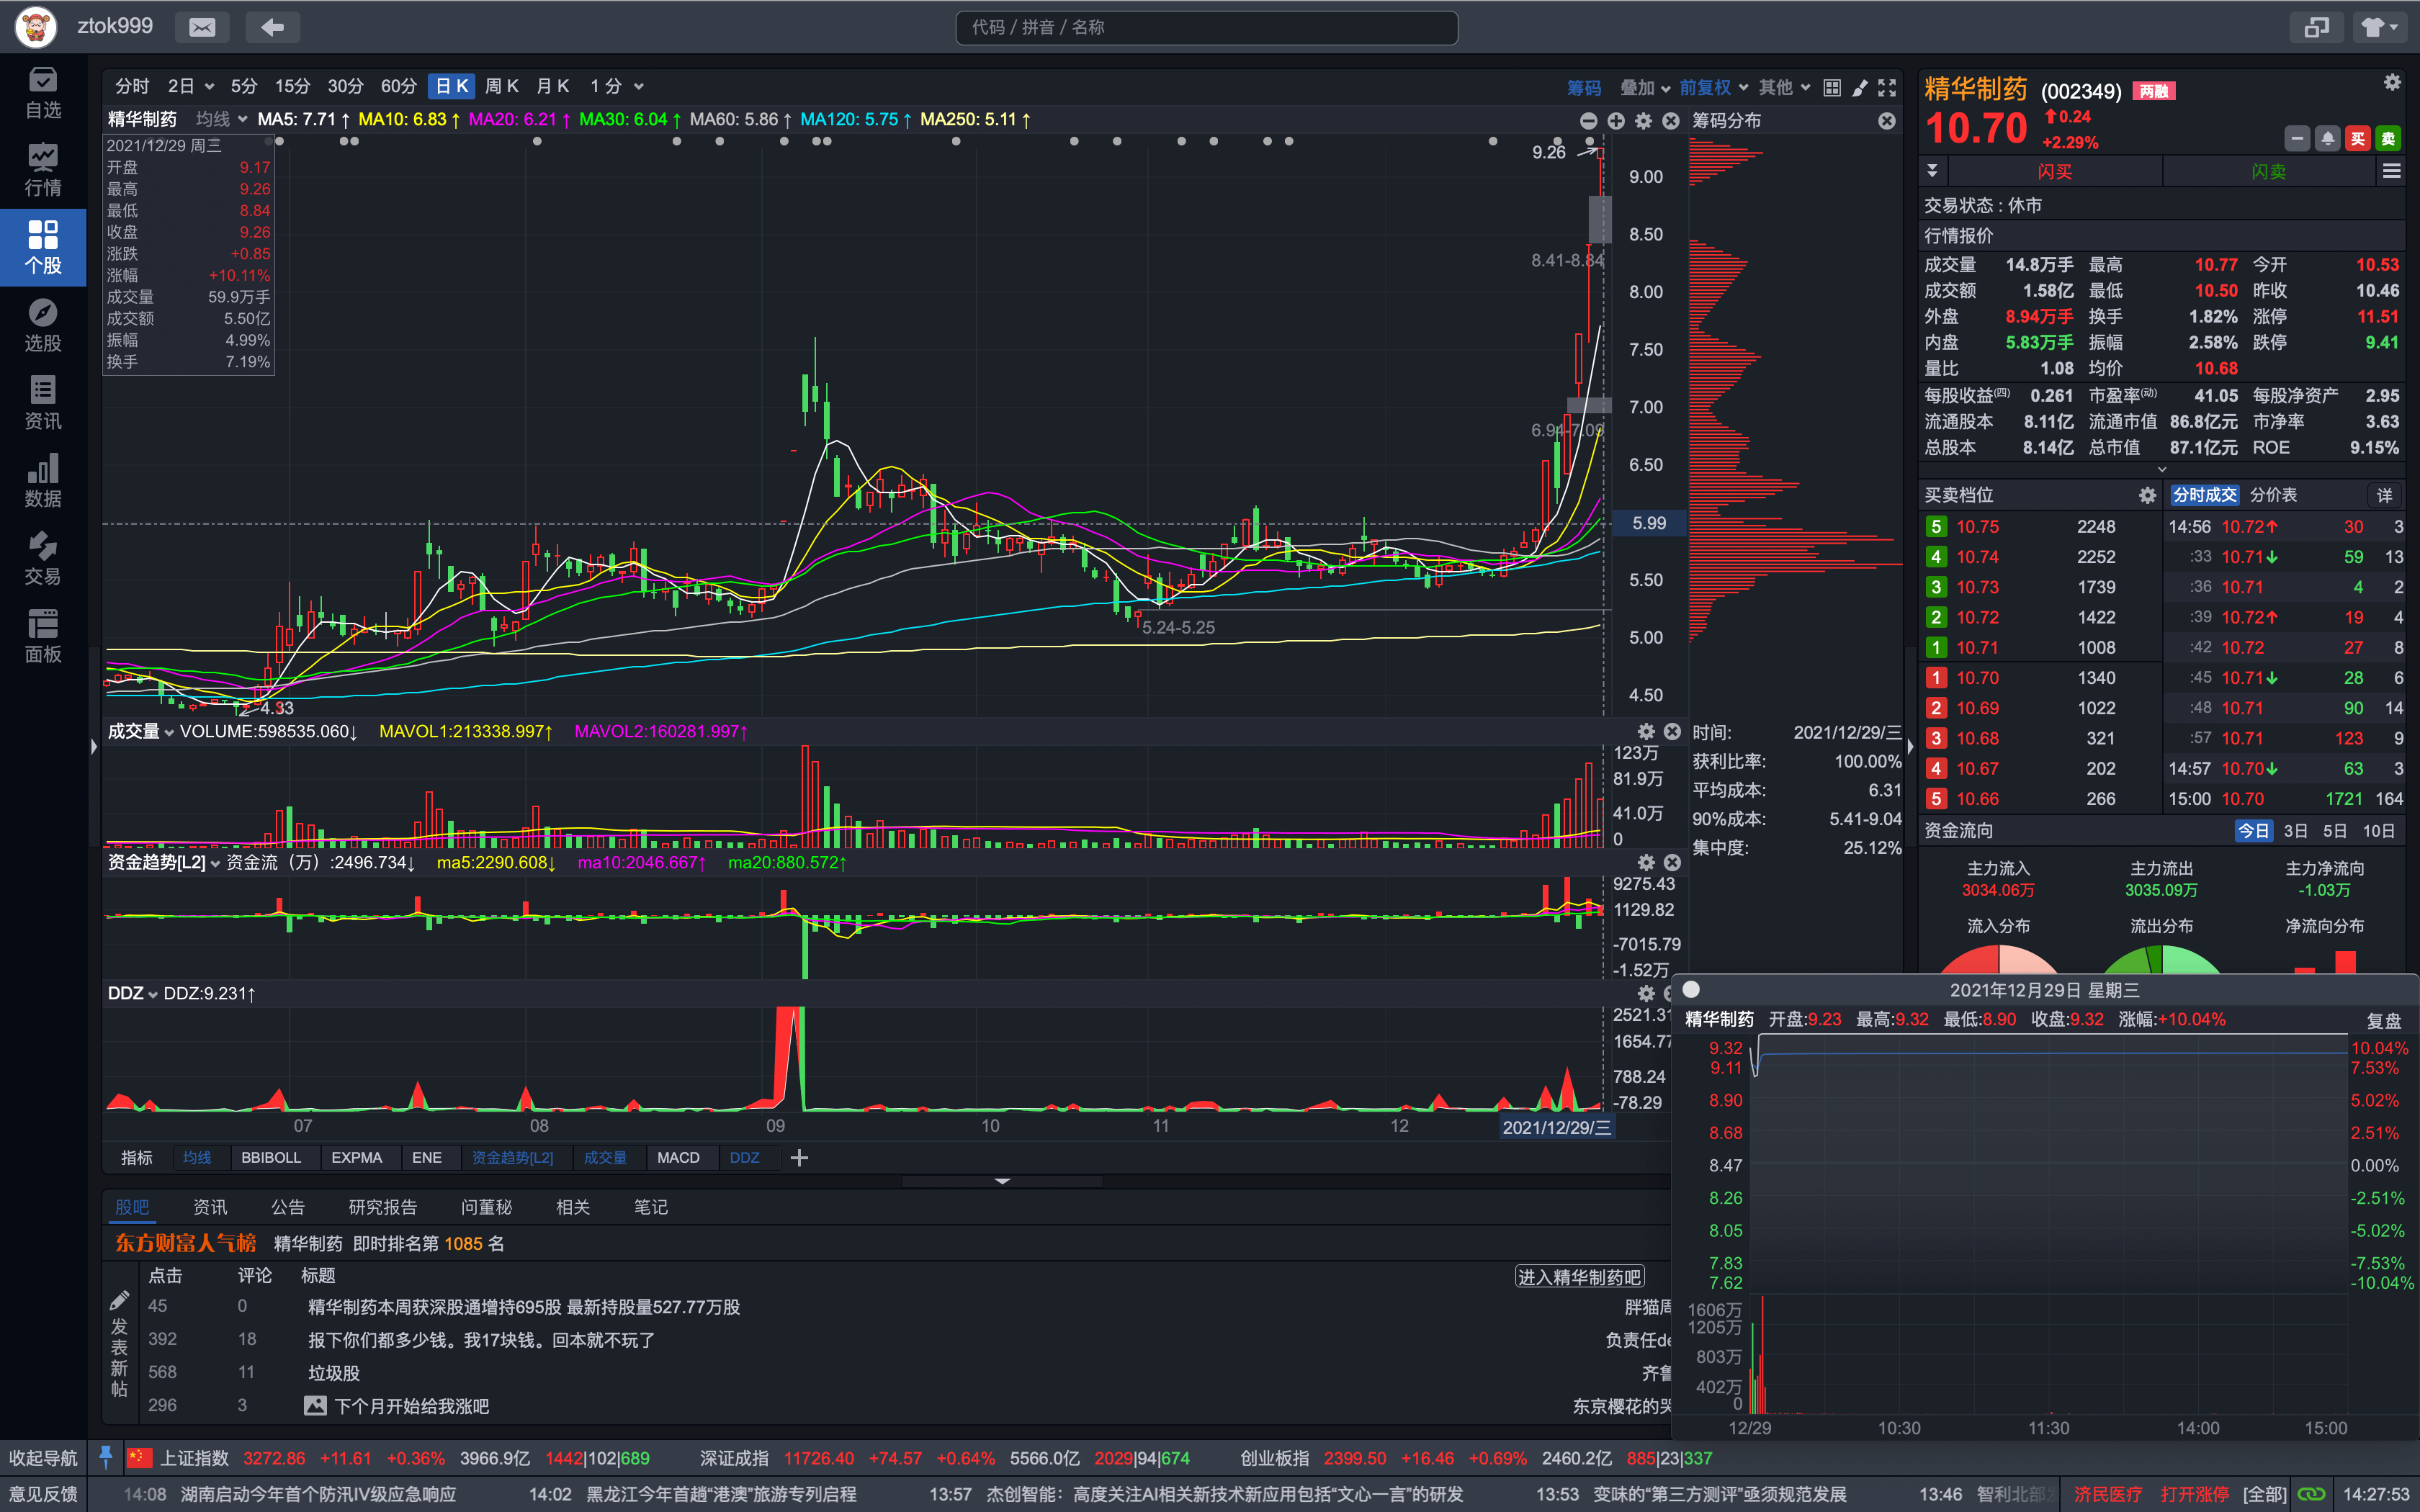 ztok999
代码 / 拼音 / 名称
自选
行情
个股
选股
资讯
数据
交易
面板
分时 2日 5分 15分 30分 60分 日K 周K 月K 1分
筹码 叠加 前复权 其他
精华制药 均线 MA5: 7.71↑ MA10: 6.83↑ MA20: 6.21↑ MA30: 6.04↑ MA60: 5.86↑ MA120: 5.75↑ MA250: 5.11↑
筹码分布
2021/12/29 周三
开盘 9.17
最高 9.26
最低 8.84
收盘 9.26
涨跌 +0.85
涨幅 +10.11%
成交量 59.9万手
成交额 5.50亿
振幅 4.99%
换手 7.19%
9.26
8.41-8.84
6.94-7.09
5.24-5.25
4.33
9.00
8.50
8.00
7.50
7.00
6.50
5.99
5.50
5.00
4.50
成交量 VOLUME:598535.060↓ MAVOL1:213338.997↑ MAVOL2:160281.997↑
123万
81.9万
41.0万
0
资金趋势[L2] 资金流（万）:2496.734↓ ma5:2290.608↓ ma10:2046.667↑ ma20:880.572↑
9275.43
1129.82
-7015.79
-1.52万
DDZ DDZ:9.231↑
2521.31
1654.77
788.24
-78.29
07 08 09 10 11 12 2021/12/29/三
指标 均线 BBIBOLL EXPMA ENE 资金趋势[L2] 成交量 MACD DDZ
时间: 2021/12/29/三
获利比率: 100.00%
平均成本: 6.31
90%成本: 5.41-9.04
集中度: 25.12%
股吧 资讯 公告 研究报告 问董秘 相关 笔记
东方财富人气榜 精华制药 即时排名第 1085 名
点击 评论 标题 进入精华制药吧
发表新帖
45 0 精华制药本周获深股通增持695股 最新持股量527.77万股 胖猫周
392 18 报下你们都多少钱。我17块钱。回本就不玩了 负责任de
568 11 垃圾股 齐鲁
296 3 下个月开始给我涨吧 东京樱花的哭
精华制药 (002349) 两融
10.70 0.24
+2.29%
买 卖
闪买 闪卖
交易状态 : 休市
行情报价
成交量 14.8万手 最高 10.77 今开 10.53
成交额 1.58亿 最低 10.50 昨收 10.46
外盘 8.94万手 换手 1.82% 涨停 11.51
内盘 5.83万手 振幅 2.58% 跌停 9.41
量比 1.08 均价 10.68
每股收益(四) 0.261 市盈率(动) 41.05 每股净资产 2.95
流通股本 8.11亿 流通市值 86.8亿元 市净率 3.63
总股本 8.14亿 总市值 87.1亿元 ROE 9.15%
买卖档位
5 10.75 2248
4 10.74 2252
3 10.73 1739
2 10.72 1422
1 10.71 1008
1 10.70 1340
2 10.69 1022
3 10.68 321
4 10.67 202
5 10.66 266
分时成交 分价表 详
14:56 10.72↑ 30 3
:33 10.71↓ 59 13
:36 10.71 4 2
:39 10.72↑ 19 4
:42 10.72 27 8
:45 10.71↓ 28 6
:48 10.71 90 14
:57 10.71 123 9
14:57 10.70↓ 63 3
15:00 10.70 1721 164
资金流向 今日 3日 5日 10日
主力流入 主力流出 主力净流向
3034.06万 3035.09万 -1.03万
流入分布 流出分布 净流向分布
2021年12月29日 星期三
精华制药 开盘:9.23 最高:9.32 最低:8.90 收盘:9.32 涨幅:+10.04% 复盘
9.32 10.04%
9.11 7.53%
8.90 5.02%
8.68 2.51%
8.47 0.00%
8.26 -2.51%
8.05 -5.02%
7.83 -7.53%
7.62 -10.04%
1606万
1205万
803万
402万
0
12/29 10:30 11:30 14:00 15:00
收起导航 上证指数 3272.86 +11.61 +0.36% 3966.9亿 1442|102|689 深证成指 11726.40 +74.57 +0.64% 5566.0亿 2029|94|674 创业板指 2399.50 +16.46 +0.69% 2460.2亿 885|23|337
意见反馈 14:08 湖南启动今年首个防汛IV级应急响应 14:02 黑龙江今年首趟“港澳”旅游专列启程 13:57 杰创智能：高度关注AI相关新技术新应用包括“文心一言”的研发 13:53 变味的“第三方测评”亟须规范发展 13:46 智利北部 济民医疗 打开涨停 [全部] 14:27:53